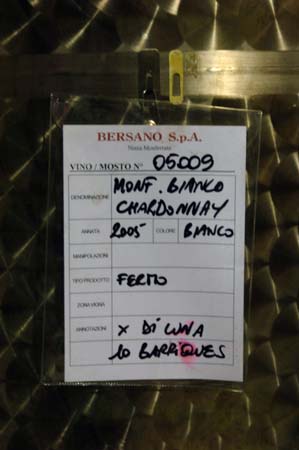 BERSANO S.p.A.
Nizza Monferrato
VINO / MOSTO N° 05009
DENOMINAZIONE MONF. BIANCO
CHARDONNAY
ANNATA 2005 COLORE BIANCO
MANIPOLAZIONI
TIPO PRODOTTO FERMO
ZONA VIGNA
ANNOTAZIONI X DI LUNA
10 BARRIQUES